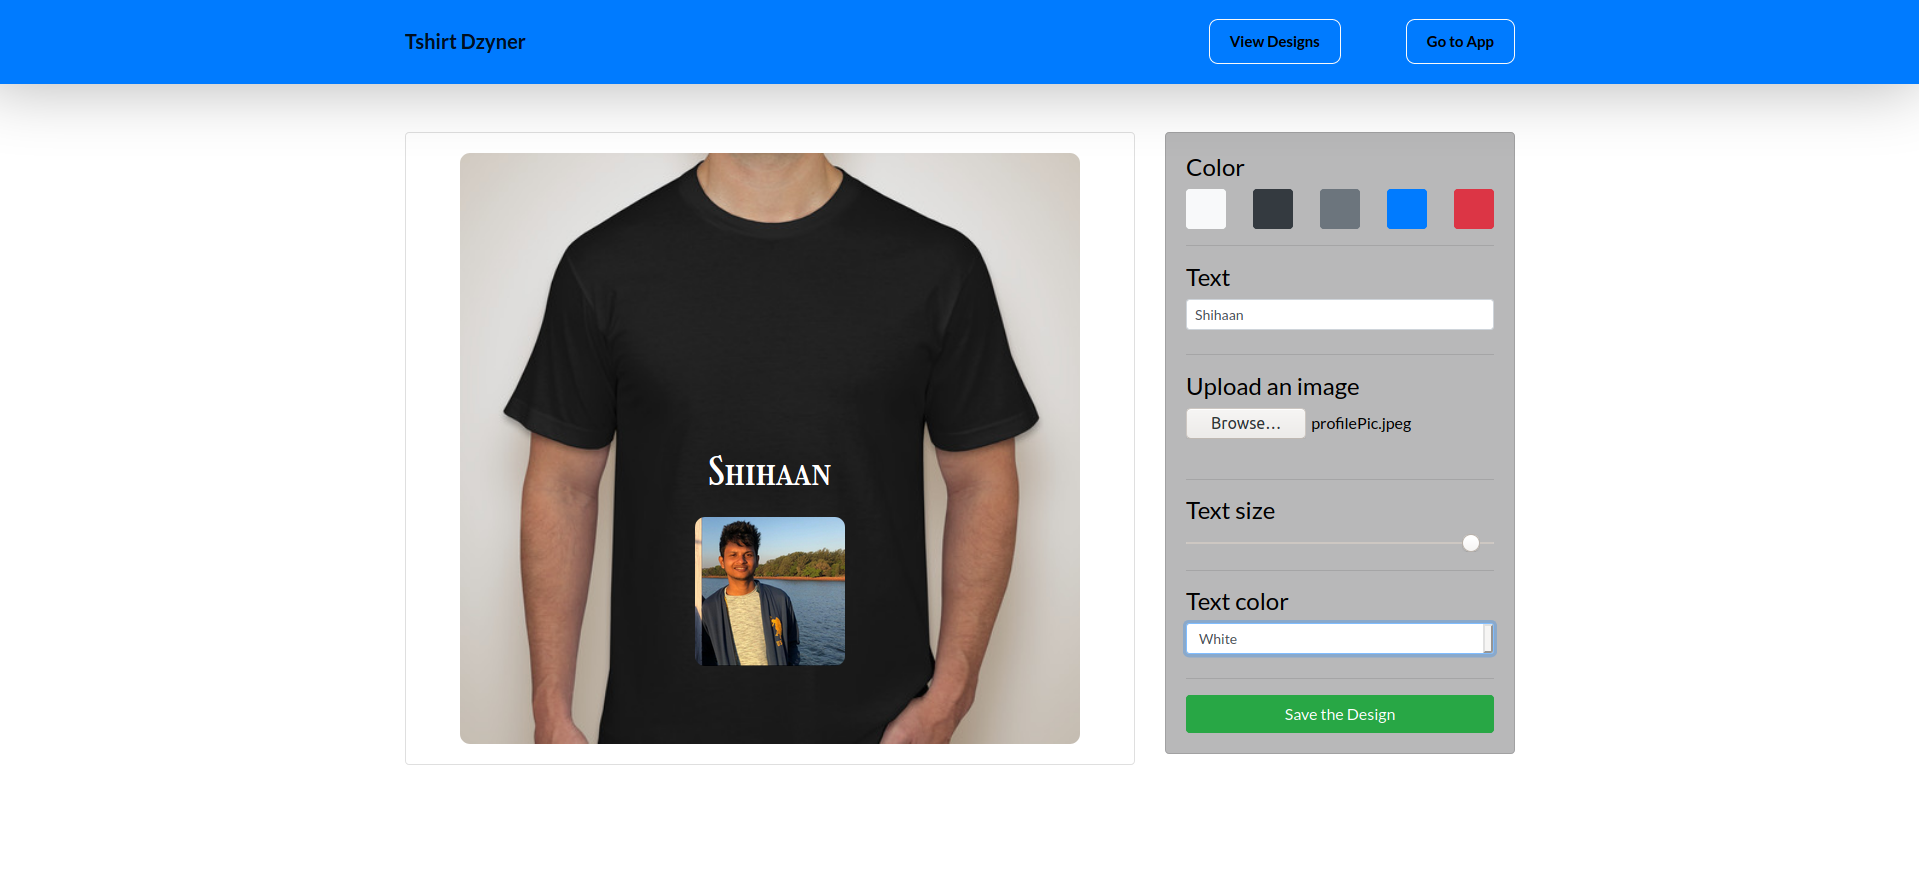 Tshirt Dzyner
View Designs
Go to App
Color
Text
Shihaan
Upload an image
Browse... profilePic.jpeg
Text size
Text color
White
Save the Design
Shihaan